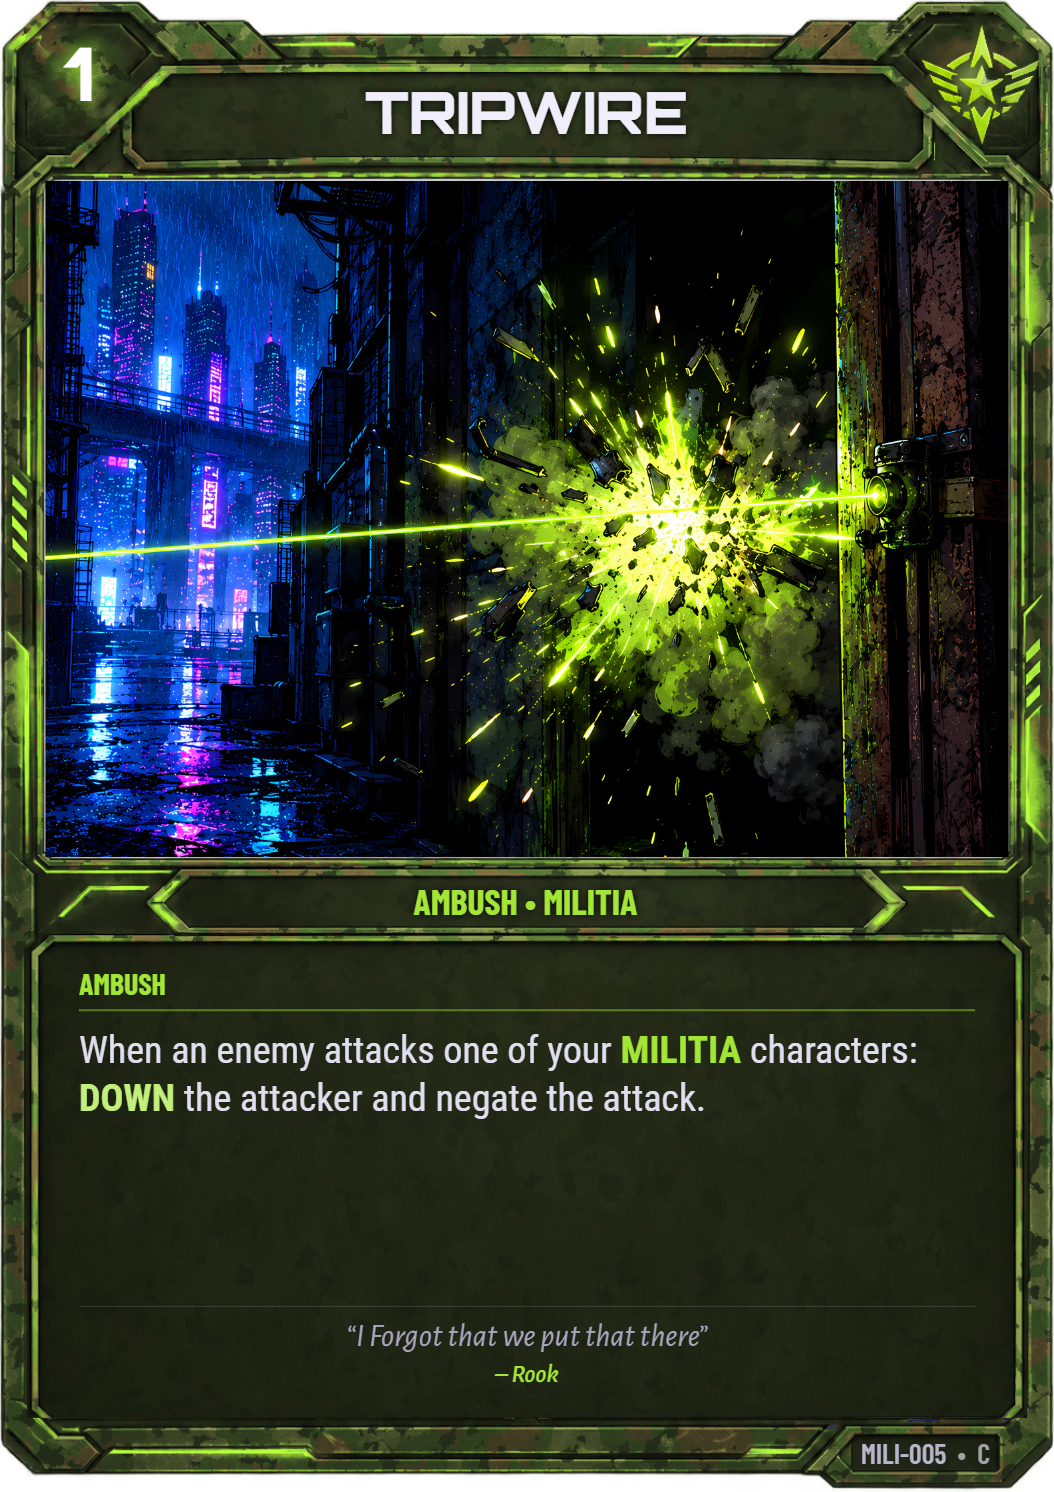 1
TRIPWIRE
AMBUSH • MILITIA
AMBUSH
When an enemy attacks one of your MILITIA characters:
DOWN the attacker and negate the attack.
“I Forgot that we put that there”
– Rook
MILI-005 • C